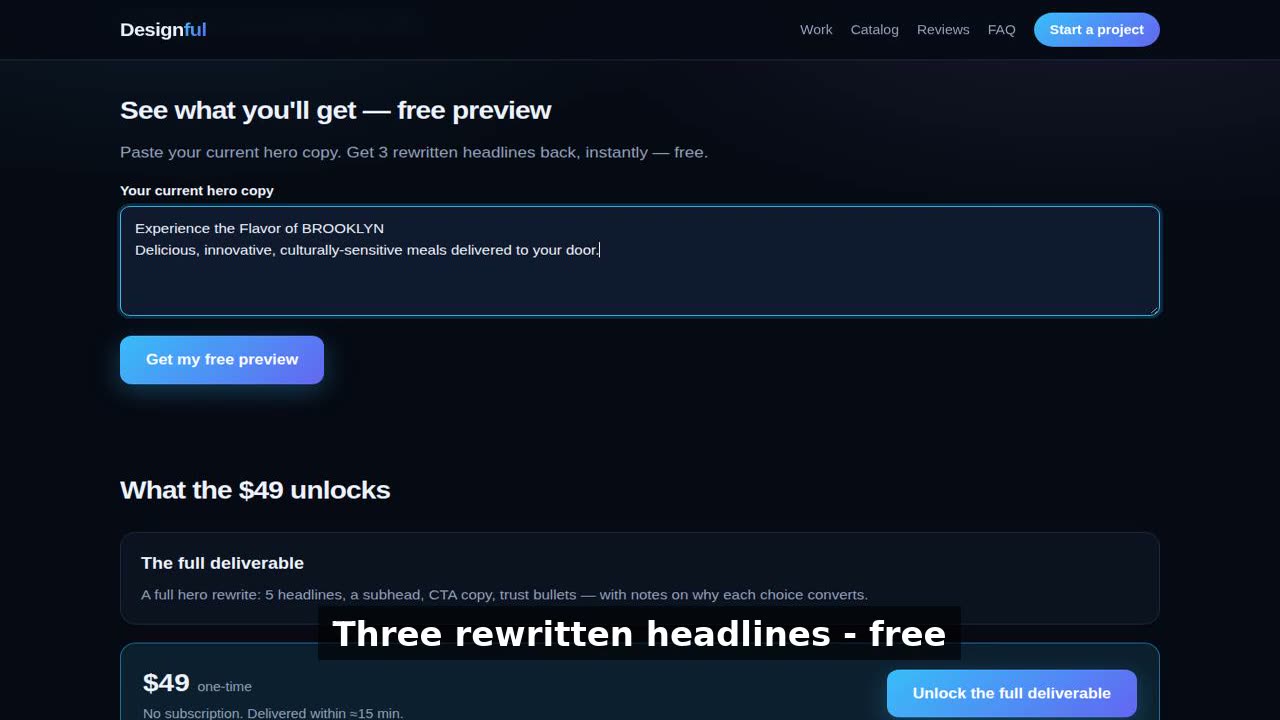 Designful
Work Catalog Reviews FAQ Start a project
See what you'll get — free preview
Paste your current hero copy. Get 3 rewritten headlines back, instantly — free.
Your current hero copy
Experience the Flavor of BROOKLYN
Delicious, innovative, culturally-sensitive meals delivered to your door.
Get my free preview
What the $49 unlocks
The full deliverable
A full hero rewrite: 5 headlines, a subhead, CTA copy, trust bullets — with notes on why each choice converts.
Three rewritten headlines - free
$49 one-time
Unlock the full deliverable
No subscription. Delivered within ≈15 min.